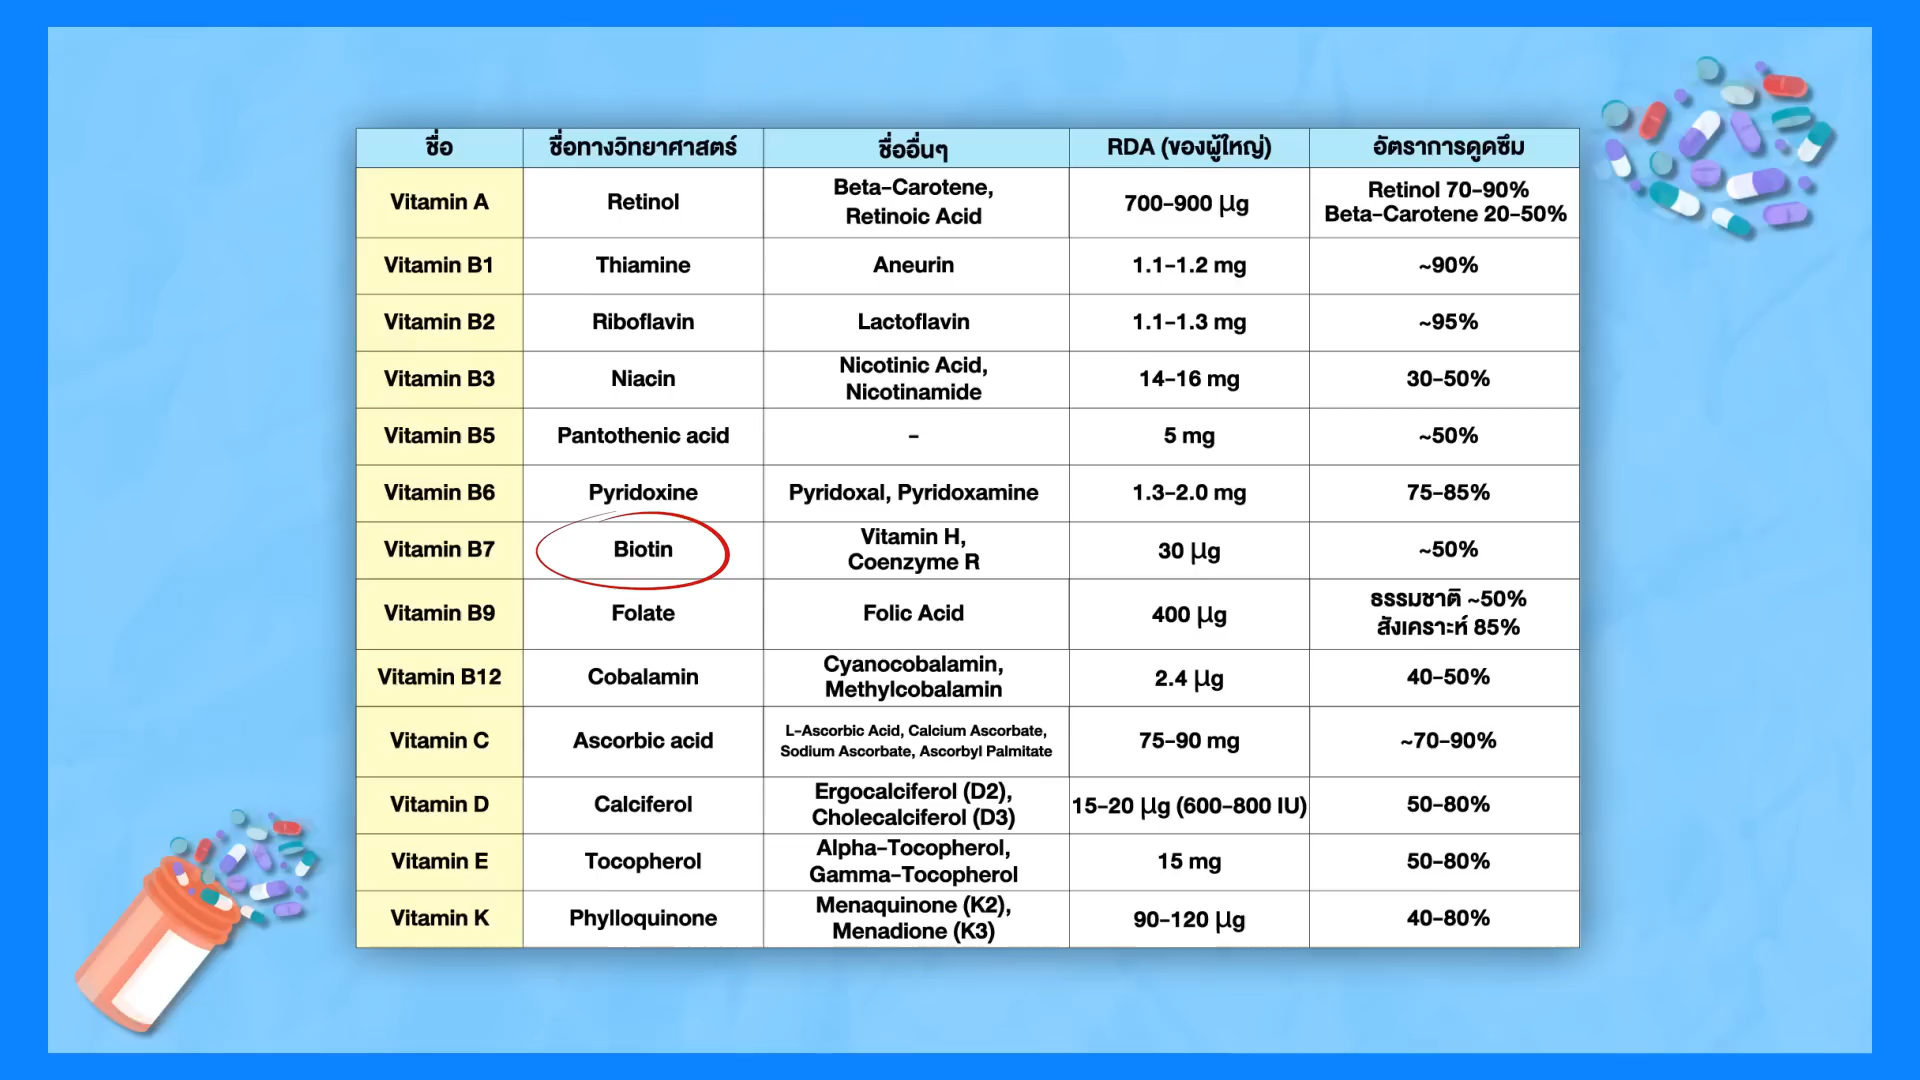 ชื่อ ชื่อทางวิทยาศาสตร์ ชื่ออื่นๆ RDA (ของผู้ใหญ่) อัตราการดูดซึม
Vitamin A Retinol Beta-Carotene, Retinoic Acid 700-900 μg Retinol 70-90% Beta-Carotene 20-50%
Vitamin B1 Thiamine Aneurin 1.1-1.2 mg ~90%
Vitamin B2 Riboflavin Lactoflavin 1.1-1.3 mg ~95%
Vitamin B3 Niacin Nicotinic Acid, Nicotinamide 14-16 mg 30-50%
Vitamin B5 Pantothenic acid - 5 mg ~50%
Vitamin B6 Pyridoxine Pyridoxal, Pyridoxamine 1.3-2.0 mg 75-85%
Vitamin B7 Biotin Vitamin H, Coenzyme R 30 μg ~50%
Vitamin B9 Folate Folic Acid 400 μg ธรรมชาติ ~50% สังเคราะห์ 85%
Vitamin B12 Cobalamin Cyanocobalamin, Methylcobalamin 2.4 μg 40-50%
Vitamin C Ascorbic acid L-Ascorbic Acid, Calcium Ascorbate, Sodium Ascorbate, Ascorbyl Palmitate 75-90 mg ~70-90%
Vitamin D Calciferol Ergocalciferol (D2), Cholecalciferol (D3) 15-20 μg (600-800 IU) 50-80%
Vitamin E Tocopherol Alpha-Tocopherol, Gamma-Tocopherol 15 mg 50-80%
Vitamin K Phylloquinone Menaquinone (K2), Menadione (K3) 90-120 μg 40-80%